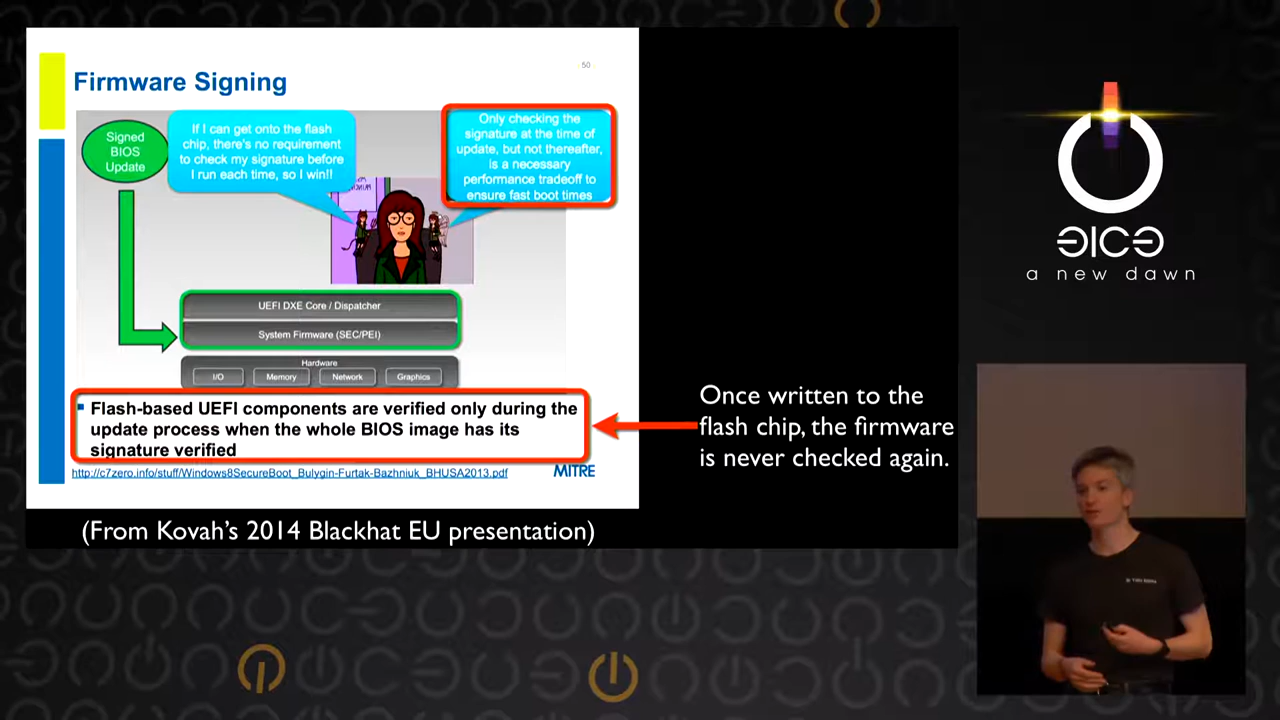 50
Firmware Signing
Signed
BIOS
Update
If I can get onto the flash
chip, there's no requirement
to check my signature before
I run each time, so I win!!
Only checking the
signature at the time of
update, but not thereafter,
is a necessary
performance tradeoff to
ensure fast boot times
UEFI DXE Core / Dispatcher
System Firmware (SEC/PEI)
Hardware
I/O
Memory
Network
Graphics
Flash-based UEFI components are verified only during the
update process when the whole BIOS image has its
signature verified
http://c7zero.info/stuff/Windows8SecureBoot_Bulygin-Furtak-Bazhniuk_BHUSA2013.pdf
MITRE
(From Kovah's 2014 Blackhat EU presentation)
Once written to the
flash chip, the firmware
is never checked again.
a new dawn